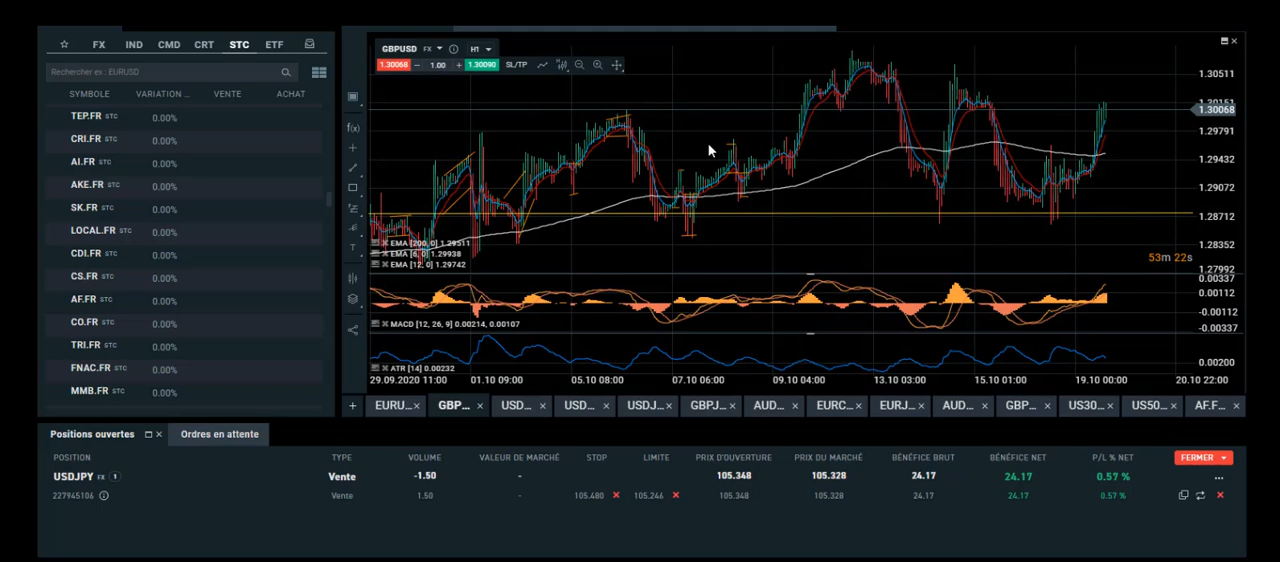 FX IND CMD CRT STC ETF
Rechercher ex : EURUSD
SYMBOLE VARIATION ... VENTE ACHAT
TEP.FR STC 0.00%
CRI.FR STC 0.00%
AI.FR STC 0.00%
AKE.FR STC 0.00%
SK.FR STC 0.00%
LOCAL.FR STC 0.00%
CDI.FR STC 0.00%
CS.FR STC 0.00%
AF.FR STC 0.00%
CO.FR STC 0.00%
TRI.FR STC 0.00%
FNAC.FR STC 0.00%
MMB.FR STC 0.00%
GBPUSD FX H1
1.30068 − 1.00 + 1.30090 SL/TP
f(x)
T
1.30511
1.30068
1.29791
1.29432
1.29072
1.28712
1.28352
1.27992
53m 22s
EMA [200, 0] 1.29511
EMA [6, 0] 1.29938
EMA [12, 0] 1.29742
0.00337
0.00112
-0.00112
-0.00337
MACD [12, 26, 9] 0.00214, 0.00107
0.00200
ATR [14] 0.00232
29.09.2020 11:00 01.10 09:00 05.10 08:00 07.10 06:00 09.10 04:00 13.10 03:00 15.10 01:00 19.10 00:00 20.10 22:00
+ EURU... × GBP... × USD... × USD... × USDJ... × GBPJ... × AUD... × EURC... × EURJ... × AUD... × GBP... × US30... × US50... × AF.F... ×
Positions ouvertes Ordres en attente
POSITION TYPE VOLUME VALEUR DE MARCHÉ STOP LIMITE PRIX D'OUVERTURE PRIX DU MARCHÉ BÉNÉFICE BRUT BÉNÉFICE NET P/L % NET FERMER
USDJPY FX 1 Vente -1.50 - 105.348 105.328 24.17 24.17 0.57 % ...
227945106 Vente 1.50 - 105.480 105.246 105.348 105.328 24.17 24.17 0.57 %